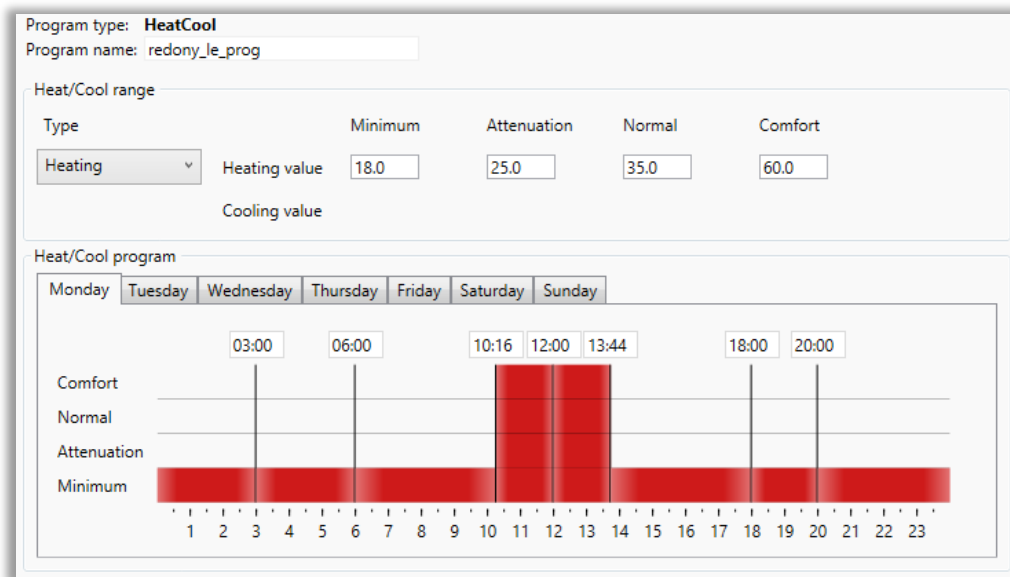 Program type: HeatCool
Program name: redony_le_prog
Heat/Cool range
Type Minimum Attenuation Normal Comfort
Heating Heating value 18.0 25.0 35.0 60.0
Cooling value
Heat/Cool program
Monday Tuesday Wednesday Thursday Friday Saturday Sunday
03:00 06:00 10:16 12:00 13:44 18:00 20:00
Comfort
Normal
Attenuation
Minimum
1 2 3 4 5 6 7 8 9 10 11 12 13 14 15 16 17 18 19 20 21 22 23